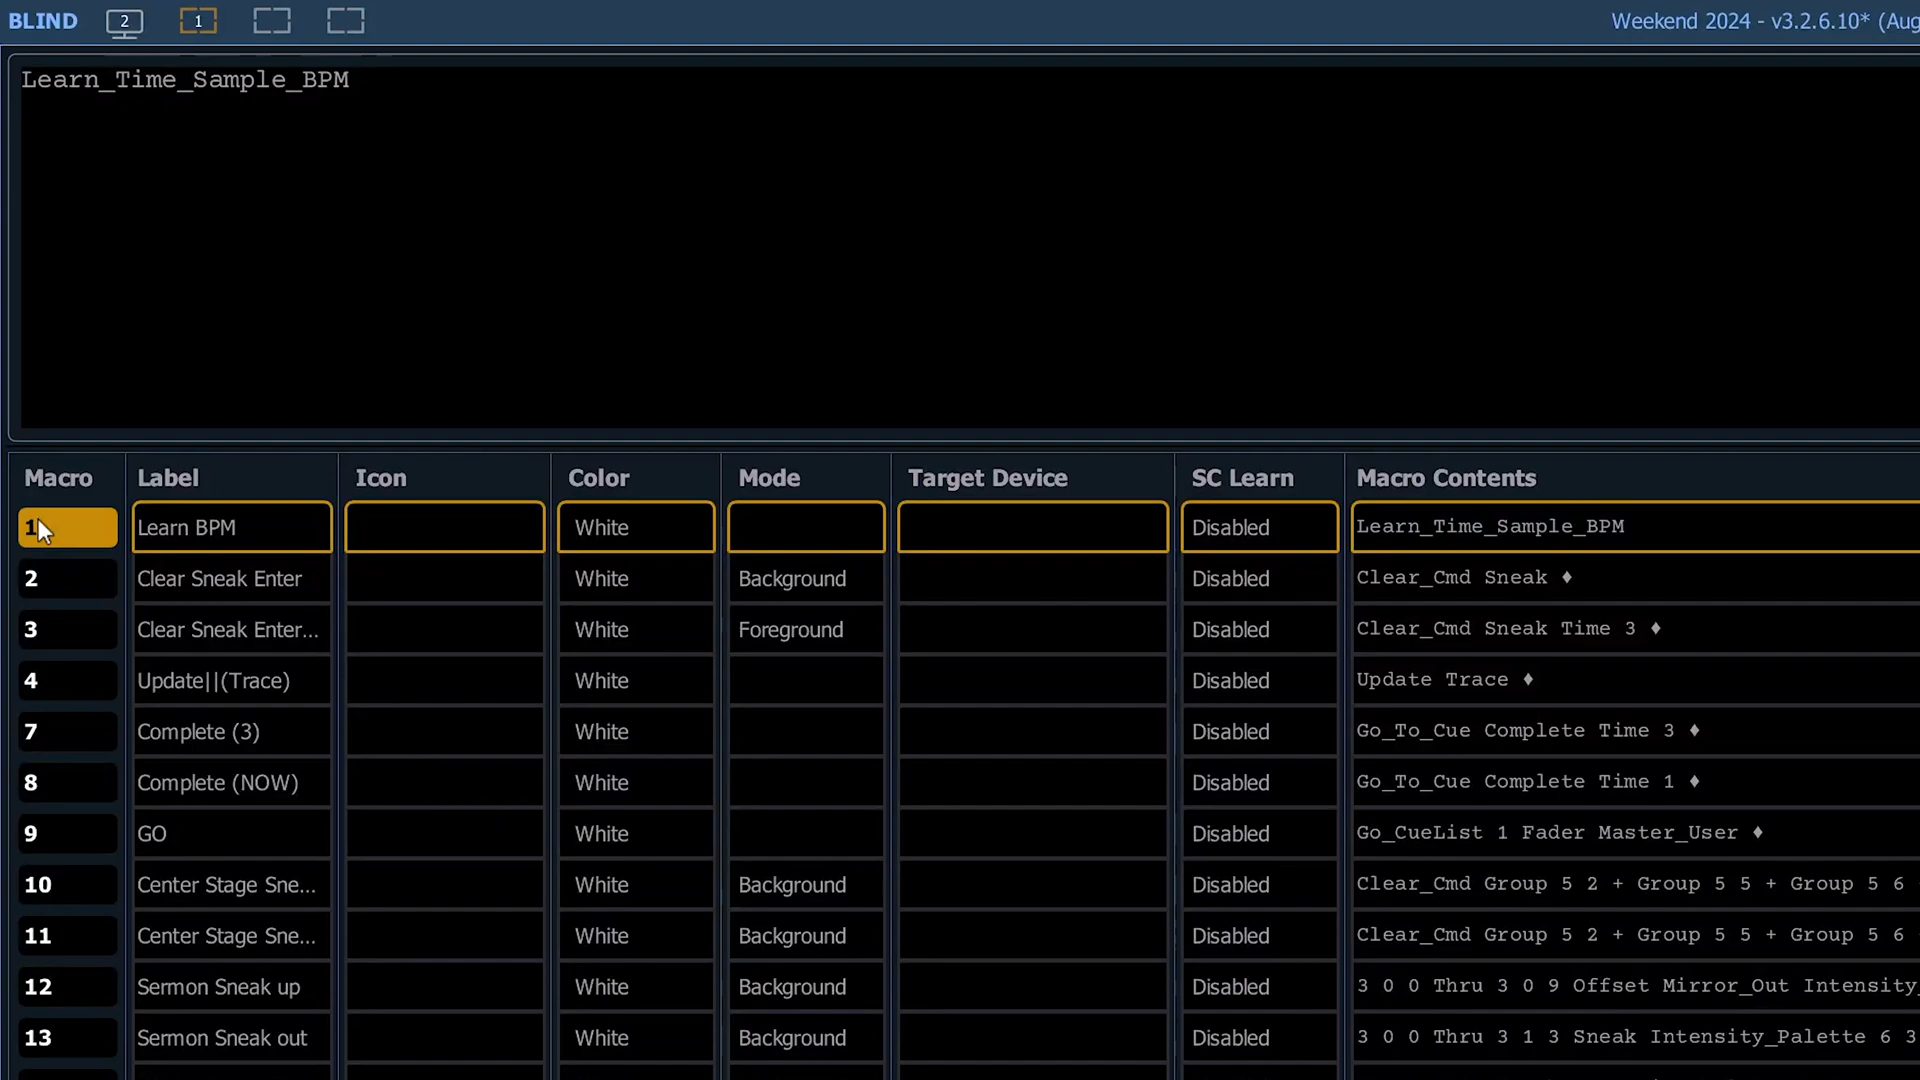 BLIND 2 1 Weekend 2024 - v3.2.6.10* (Aug
Learn_Time_Sample_BPM
Macro Label Icon Color Mode Target Device SC Learn Macro Contents
1 Learn BPM White Disabled Learn_Time_Sample_BPM
2 Clear Sneak Enter White Background Disabled Clear_Cmd Sneak ♦
3 Clear Sneak Enter... White Foreground Disabled Clear_Cmd Sneak Time 3 ♦
4 Update||(Trace) White Disabled Update Trace ♦
7 Complete (3) White Disabled Go_To_Cue Complete Time 3 ♦
8 Complete (NOW) White Disabled Go_To_Cue Complete Time 1 ♦
9 GO White Disabled Go_CueList 1 Fader Master_User ♦
10 Center Stage Sne... White Background Disabled Clear_Cmd Group 5 2 + Group 5 5 + Group 5 6
11 Center Stage Sne... White Background Disabled Clear_Cmd Group 5 2 + Group 5 5 + Group 5 6
12 Sermon Sneak up White Background Disabled 3 0 0 Thru 3 0 9 Offset Mirror_Out Intensity_
13 Sermon Sneak out White Background Disabled 3 0 0 Thru 3 1 3 Sneak Intensity_Palette 6 3